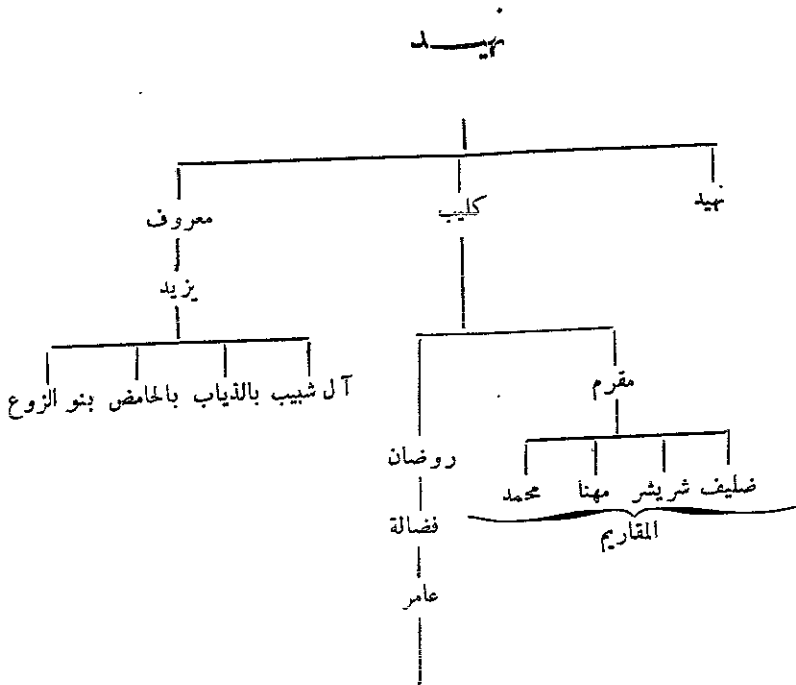 نهيـــد
نهيد
كليب
معروف
يزيد
آل شبيب بالذياب بالحامض بنو الزوع
مقرم
روضان
ضليف شريشر مهنا محمد
المقاريم
فضالة
عامر